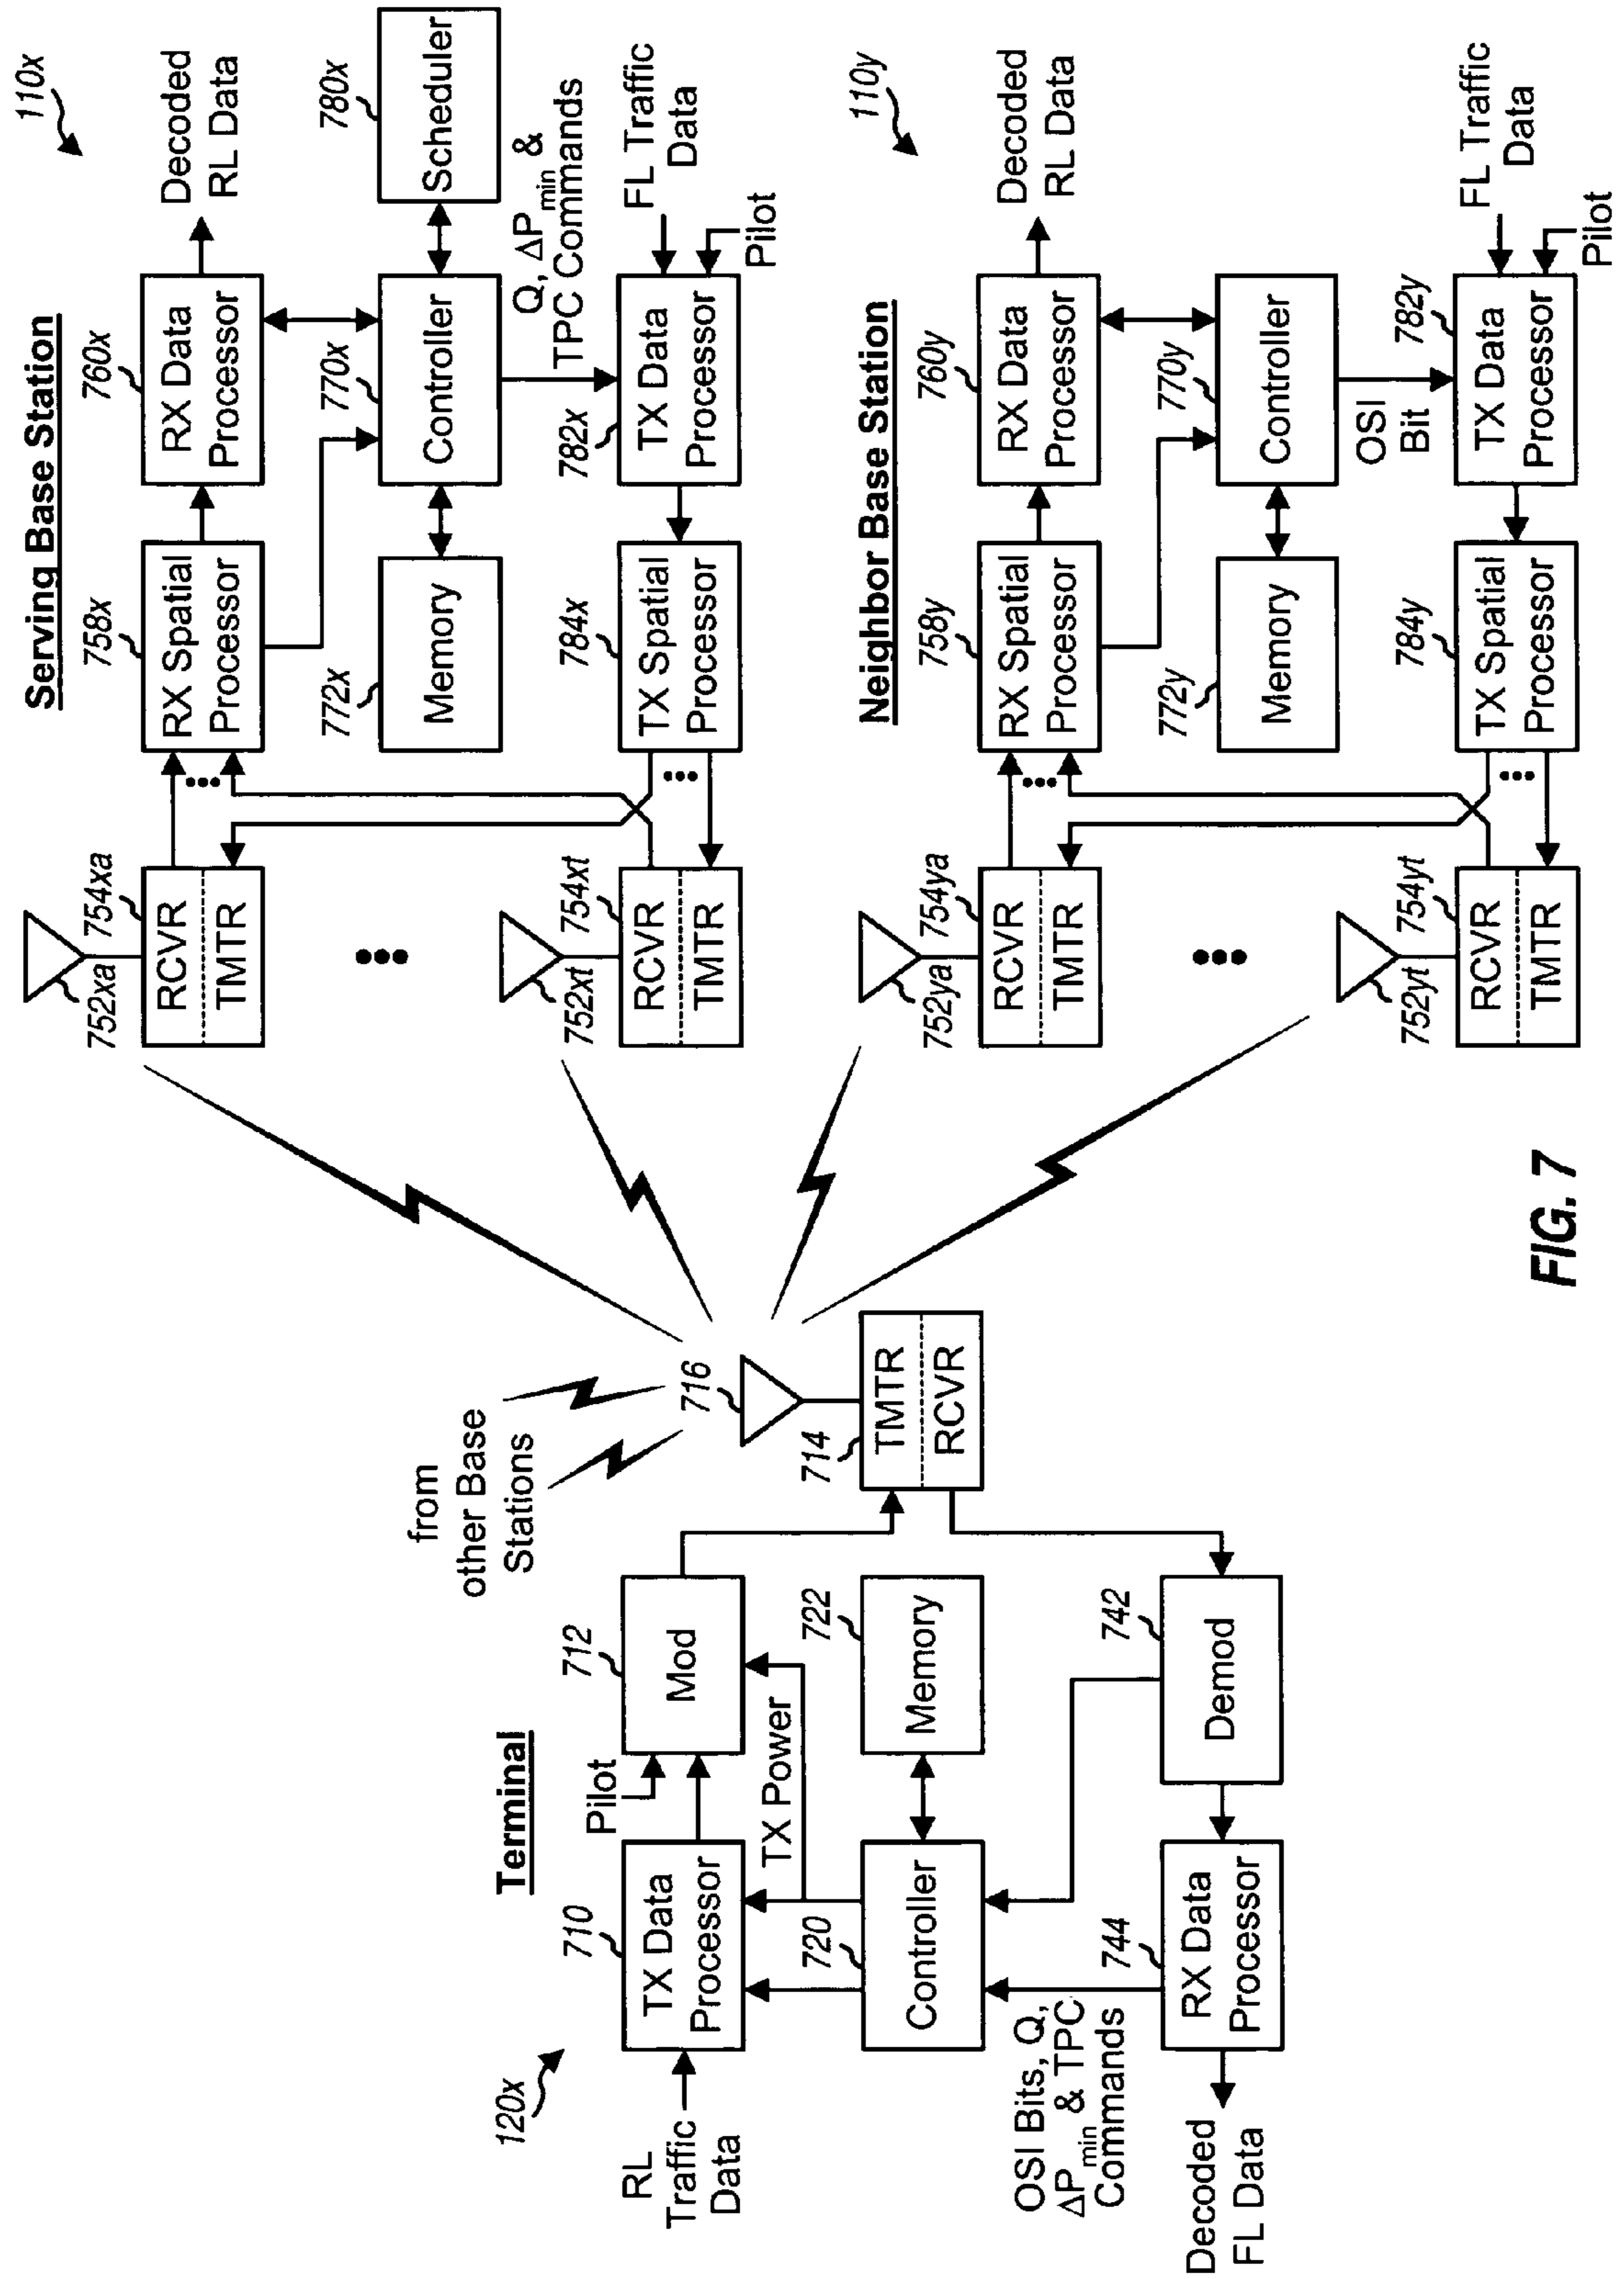 120x
Terminal
RL
Traffic
Data
710
TX Data
Processor
Pilot
712
Mod
TX Power
720
Controller
722
Memory
OSI Bits, Q,
ΔPmin & TPC
Commands
744
RX Data
Processor
742
Demod
Decoded
FL Data
from
other Base
Stations
716
714
TMTR
RCVR
110x
Serving Base Station
752xa
754xa
RCVR
TMTR
758x
RX Spatial
Processor
760x
RX Data
Processor
Decoded
RL Data
772x
Memory
770x
Controller
780x
Scheduler
Q, ΔPmin &
TPC Commands
752xt
754xt
RCVR
TMTR
784x
TX Spatial
Processor
782x
TX Data
Processor
FL Traffic
Data
Pilot
110y
Neighbor Base Station
752ya
754ya
RCVR
TMTR
758y
RX Spatial
Processor
760y
RX Data
Processor
Decoded
RL Data
772y
Memory
770y
Controller
OSI
Bit
752yt
754yt
RCVR
TMTR
784y
TX Spatial
Processor
782y
TX Data
Processor
FL Traffic
Data
Pilot
FIG. 7